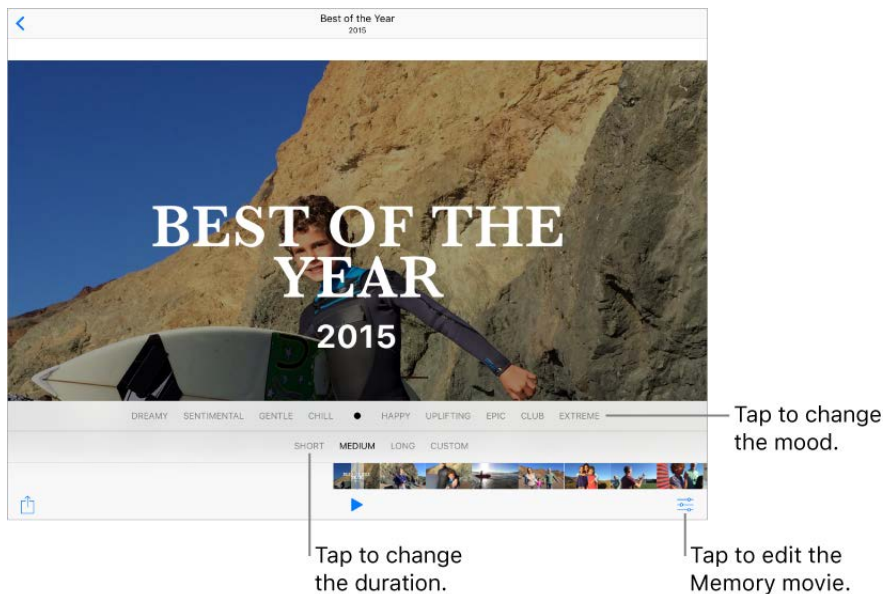 Best of the Year
2015
BEST OF THE
YEAR
2015
DREAMY SENTIMENTAL GENTLE CHILL HAPPY UPLIFTING EPIC CLUB EXTREME
SHORT MEDIUM LONG CUSTOM
Tap to change
the mood.
Tap to change
the duration.
Tap to edit the
Memory movie.